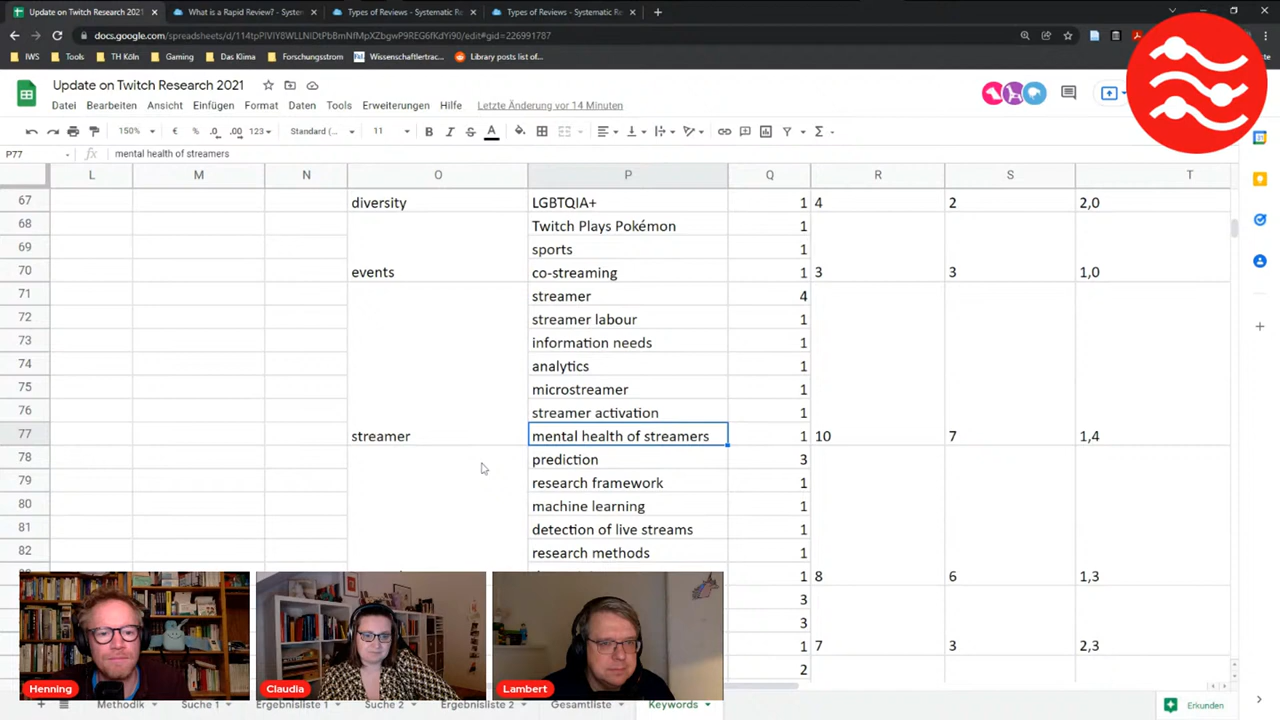 Update on Twitch Research 2021
What is a Rapid Review? - System
Types of Reviews - Systematic Re
Types of Reviews - Systematic Re
docs.google.com
IWS
Tools
TH Köln
Gaming
Das Klima
Forschungsstrom
Wissenschaftlertrac...
Library posts list of...
Update on Twitch Research 2021
Datei Bearbeiten Ansicht Einfügen Format Daten Tools Erweiterungen Hilfe Letzte Änderung vor 14 Minuten
150% € % .0 .00 123 Standard (... 11
P77 fx mental health of streamers
L M N O P Q R S T
67 diversity LGBTQIA+ 1 4 2 2,0
68 Twitch Plays Pokémon 1
69 sports 1
70 events co-streaming 1 3 3 1,0
71 streamer 4
72 streamer labour 1
73 information needs 1
74 analytics 1
75 microstreamer 1
76 streamer activation 1
77 streamer mental health of streamers 1 10 7 1,4
78 prediction 3
79 research framework 1
80 machine learning 1
81 detection of live streams 1
82 research methods 1
1 8 6 1,3
3
3
1 7 3 2,3
2
Henning
Claudia
Lambert
Methodik Suche 1 Ergebnisliste 1 Suche 2 Ergebnisliste 2 Gesamtliste Keywords Erkunden